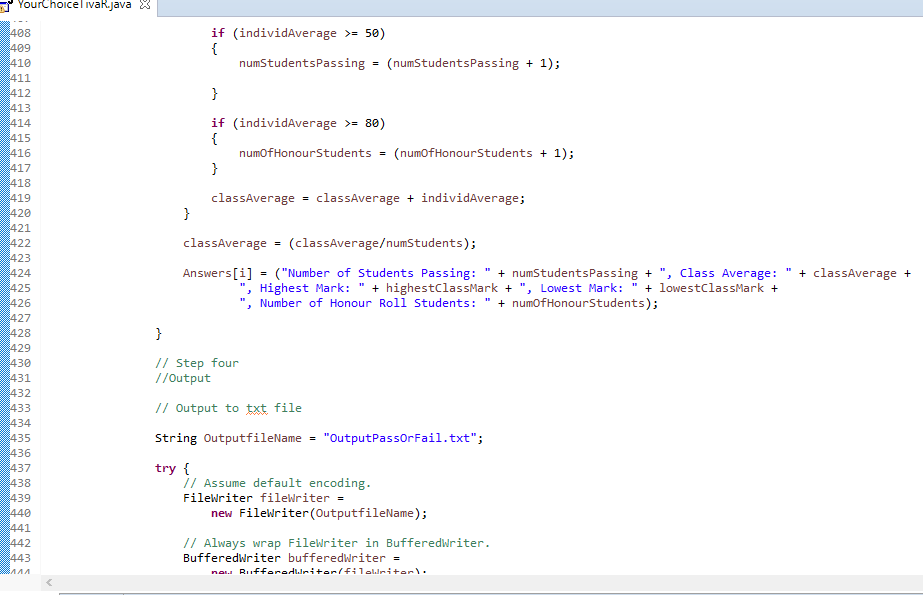 YourChoiceTivaR.java
408 if (individAverage >= 50)
409 {
410 numStudentsPassing = (numStudentsPassing + 1);
411
412 }
413
414 if (individAverage >= 80)
415 {
416 numOfHonourStudents = (numOfHonourStudents + 1);
417 }
418
419 classAverage = classAverage + individAverage;
420 }
421
422 classAverage = (classAverage/numStudents);
423
424 Answers[i] = ("Number of Students Passing: " + numStudentsPassing + ", Class Average: " + classAverage +
425 ", Highest Mark: " + highestClassMark + ", Lowest Mark: " + lowestClassMark +
426 ", Number of Honour Roll Students: " + numOfHonourStudents);
427
428 }
429
430 // Step four
431 //Output
432
433 // Output to txt file
434
435 String OutputfileName = "OutputPassOrFail.txt";
436
437 try {
438 // Assume default encoding.
439 FileWriter fileWriter =
440 new FileWriter(OutputfileName);
441
442 // Always wrap FileWriter in BufferedWriter.
443 BufferedWriter bufferedWriter =
444 new BufferedWriter(fileWriter);